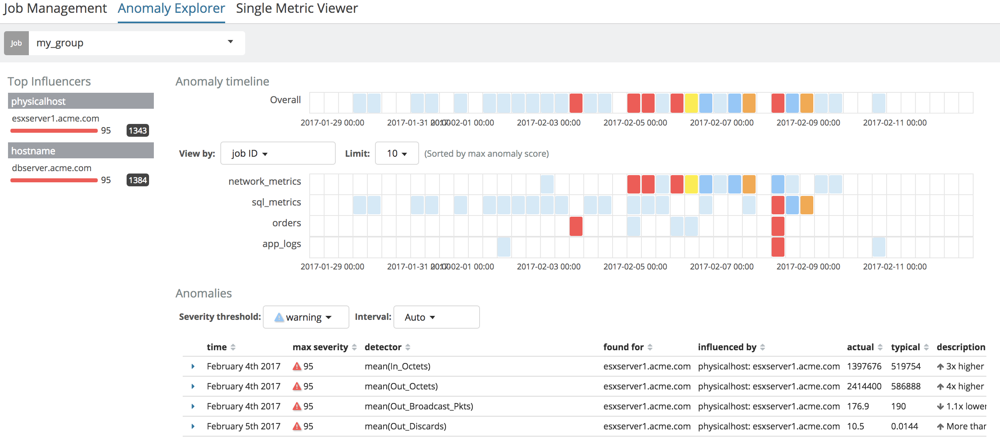 Job Management Anomaly Explorer Single Metric Viewer
Job my_group
Top Influencers
physicalhost
esxserver1.acme.com
95 1343
hostname
dbserver.acme.com
95 1384
Anomaly timeline
Overall
2017-01-29 00:00 2017-01-31 00:00 2017-02-01 00:00 2017-02-03 00:00 2017-02-05 00:00 2017-02-07 00:00 2017-02-09 00:00 2017-02-11 00:00
View by: job ID Limit: 10 (Sorted by max anomaly score)
network_metrics
sql_metrics
orders
app_logs
2017-01-29 00:00 2017-01-31 00:00 2017-02-01 00:00 2017-02-03 00:00 2017-02-05 00:00 2017-02-07 00:00 2017-02-09 00:00 2017-02-11 00:00
Anomalies
Severity threshold: warning Interval: Auto
time max severity detector found for influenced by actual typical description
February 4th 2017 95 mean(In_Octets) esxserver1.acme.com physicalhost: esxserver1.acme.com 1397676 519754 3x higher
February 4th 2017 95 mean(Out_Octets) esxserver1.acme.com physicalhost: esxserver1.acme.com 2414400 586888 4x higher
February 4th 2017 95 mean(Out_Broadcast_Pkts) esxserver1.acme.com physicalhost: esxserver1.acme.com 176.9 190 1.1x lower
February 5th 2017 95 mean(Out_Discards) esxserver1.acme.com physicalhost: esxserver1.acme.com 10.5 0.0144 More than